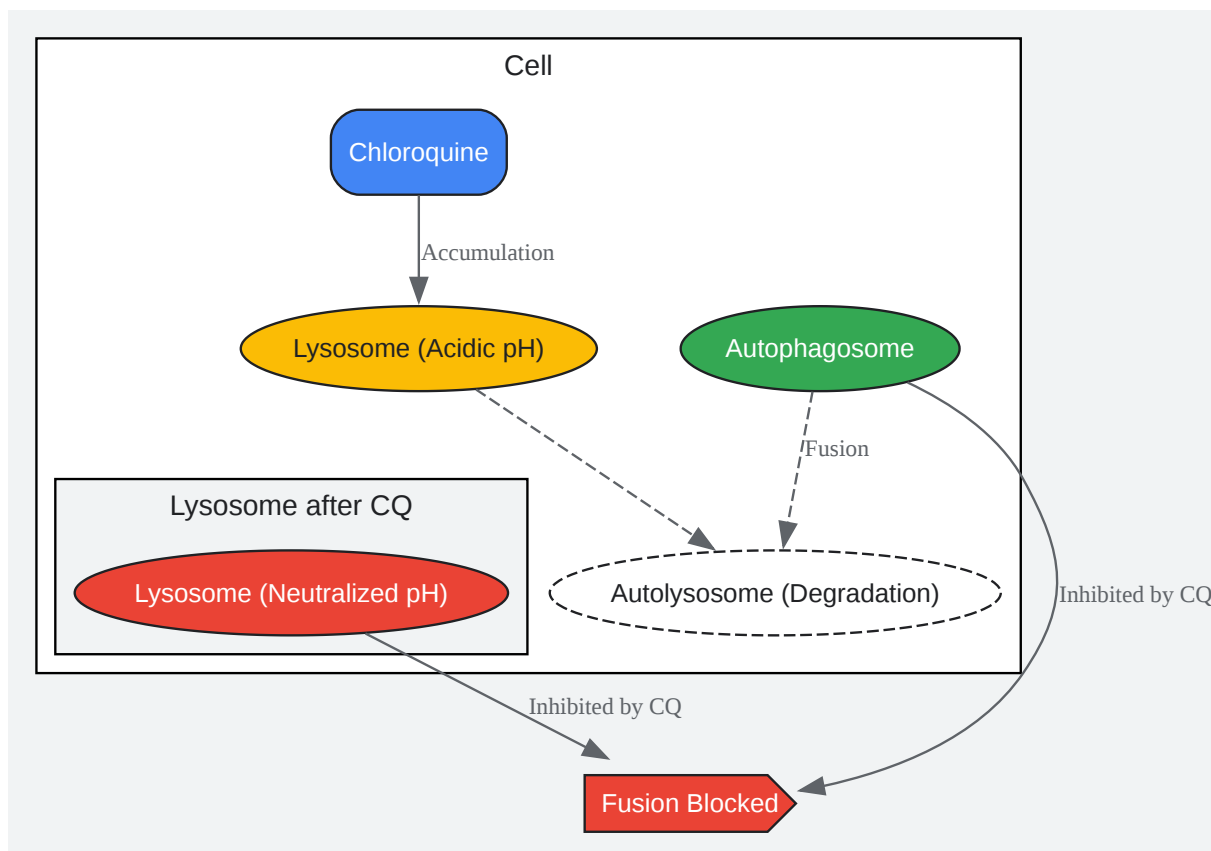 Cell
Chloroquine
Accumulation
Lysosome (Acidic pH)
Autophagosome
Fusion
Lysosome after CQ
Lysosome (Neutralized pH)
Autolysosome (Degradation)
Inhibited by CQ
Inhibited by CQ
Fusion Blocked